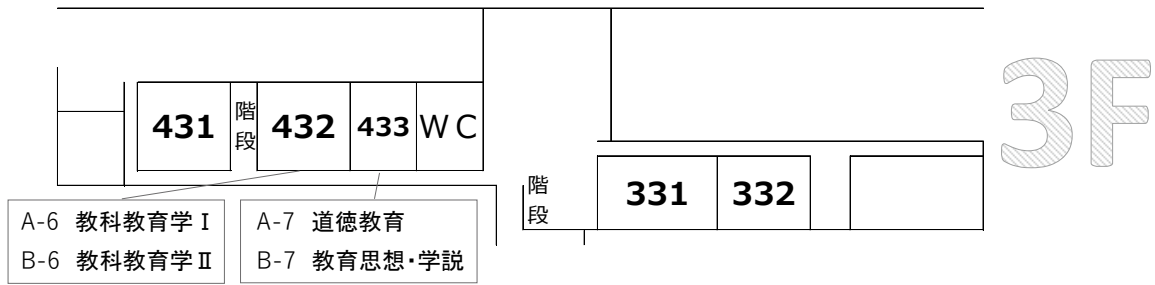 3F
431
階段
432
433
WC
階段
331
332
A-6 教科教育学Ⅰ
B-6 教科教育学Ⅱ
A-7 道徳教育
B-7 教育思想・学説